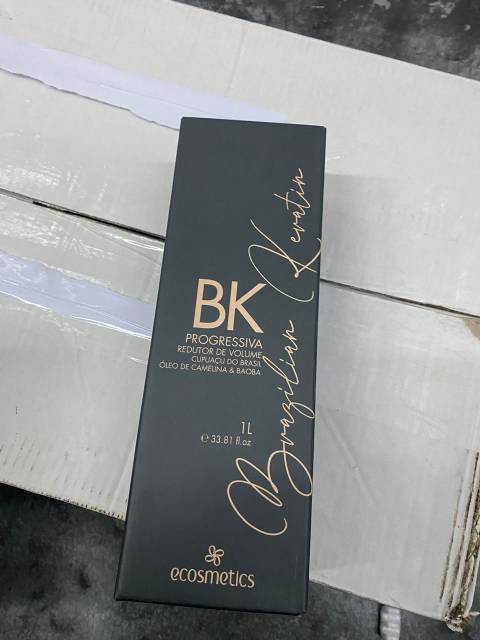 BK
PROGRESSIVA
REDUTOR DE VOLUME
CUPUAÇU DO BRASIL
ÓLEO DE CAMELINA & BAOBA
1L
℮ 33.81 fl.oz
Brazilian Keratin
ecosmetics